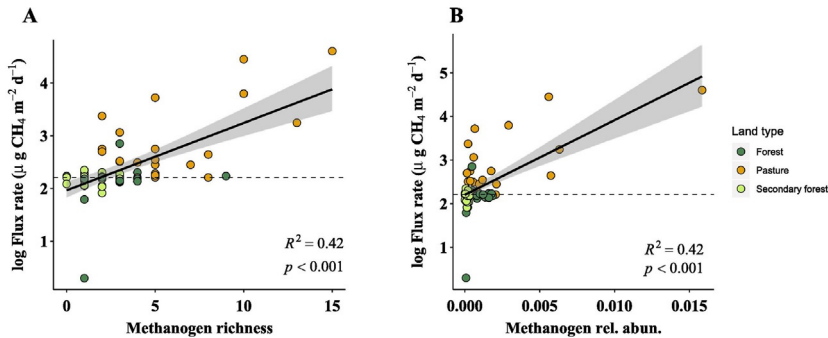 A
log Flux rate (μ g CH4 m−2 d−1)
4
3
2
1
R2 = 0.42
p < 0.001
0
5
10
15
Methanogen richness
B
log Flux rate (μ g CH4 m−2 d−1)
5
4
3
2
1
R2 = 0.42
p < 0.001
0.000
0.005
0.010
0.015
Methanogen rel. abun.
Land type
Forest
Pasture
Secondary forest